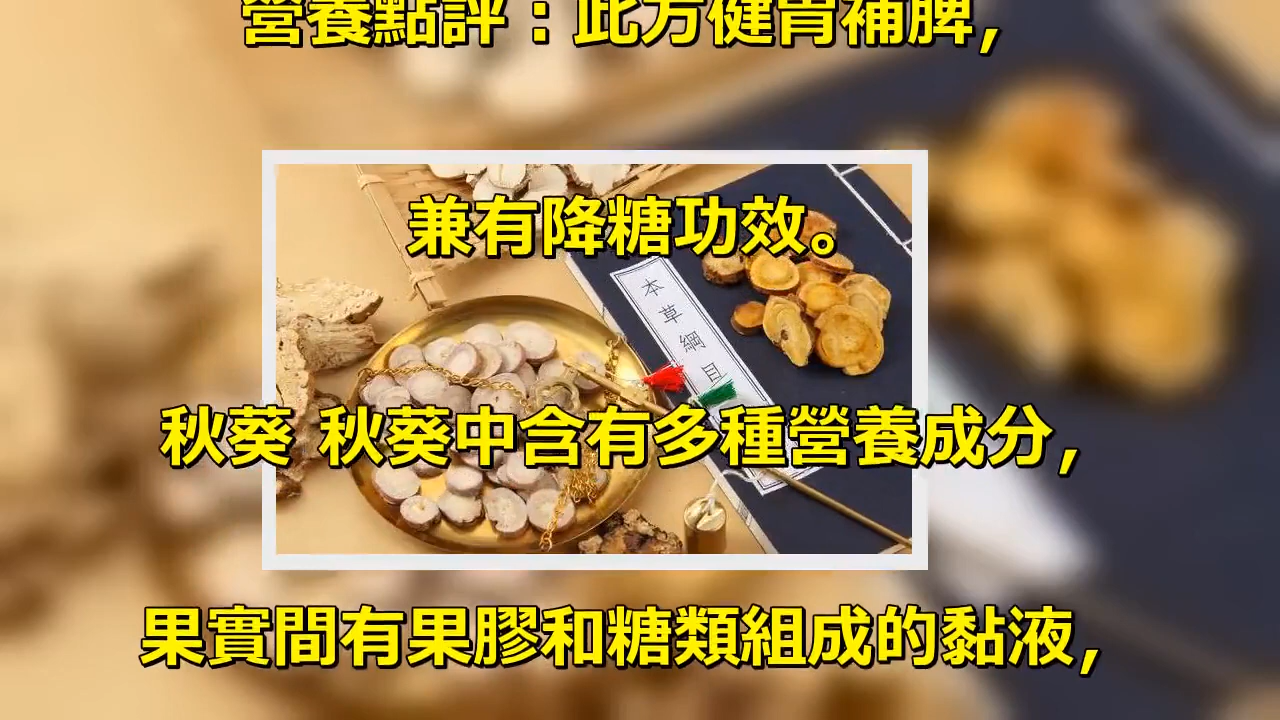 營養點評：此方健胃補脾，
兼有降糖功效。
本草綱目
秋葵 秋葵中含有多種營養成分，
果實間有果膠和糖類組成的黏液，